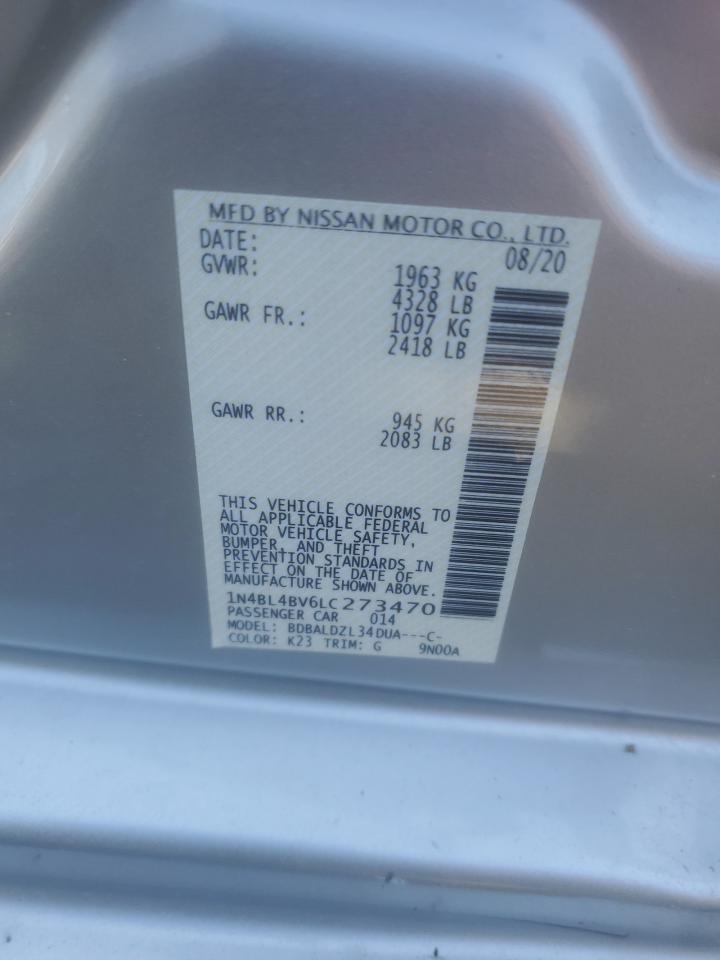 MFD BY NISSAN MOTOR CO., LTD.
DATE: 08/20
GVWR: 1963 KG
4328 LB
GAWR FR.: 1097 KG
2418 LB
GAWR RR.: 945 KG
2083 LB
THIS VEHICLE CONFORMS TO
ALL APPLICABLE FEDERAL
MOTOR VEHICLE SAFETY,
BUMPER, AND THEFT
PREVENTION STANDARDS IN
EFFECT ON THE DATE OF
MANUFACTURE SHOWN ABOVE.
1N4BL4BV6LC273470
PASSENGER CAR 014
MODEL: BDBALDZL34DUA---C-
COLOR: K23 TRIM: G 9N00A